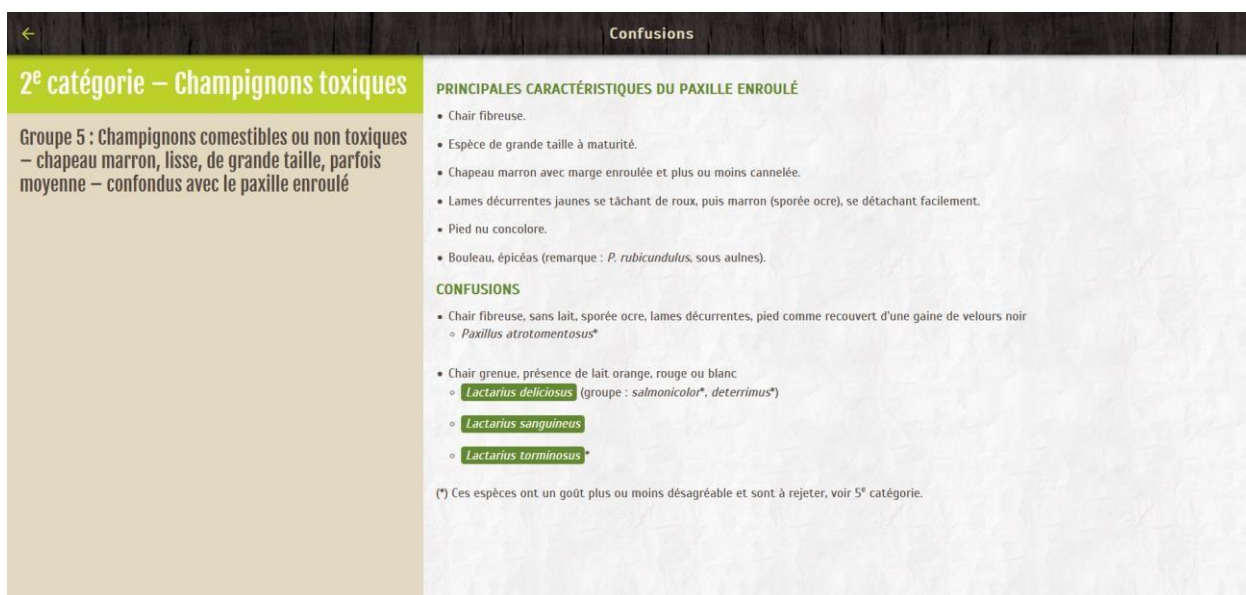 Confusions
2e catégorie – Champignons toxiques
Groupe 5 : Champignons comestibles ou non toxiques
– chapeau marron, lisse, de grande taille, parfois
moyenne – confondus avec le paxille enroulé
PRINCIPALES CARACTÉRISTIQUES DU PAXILLE ENROULÉ
• Chair fibreuse.
• Espèce de grande taille à maturité.
• Chapeau marron avec marge enroulée et plus ou moins cannelée.
• Lames décurrentes jaunes se tâchant de roux, puis marron (sporée ocre), se détachant facilement.
• Pied nu concolore.
• Bouleau, épicéas (remarque : P. rubicundulus, sous aulnes).
CONFUSIONS
• Chair fibreuse, sans lait, sporée ocre, lames décurrentes, pied comme recouvert d'une gaine de velours noir
◦ Paxillus atrotomentosus*
• Chair grenue, présence de lait orange, rouge ou blanc
◦ Lactarius deliciosus (groupe : salmonicolor*, deterrimus*)
◦ Lactarius sanguineus
◦ Lactarius torminosus*
(*) Ces espèces ont un goût plus ou moins désagréable et sont à rejeter, voir 5e catégorie.